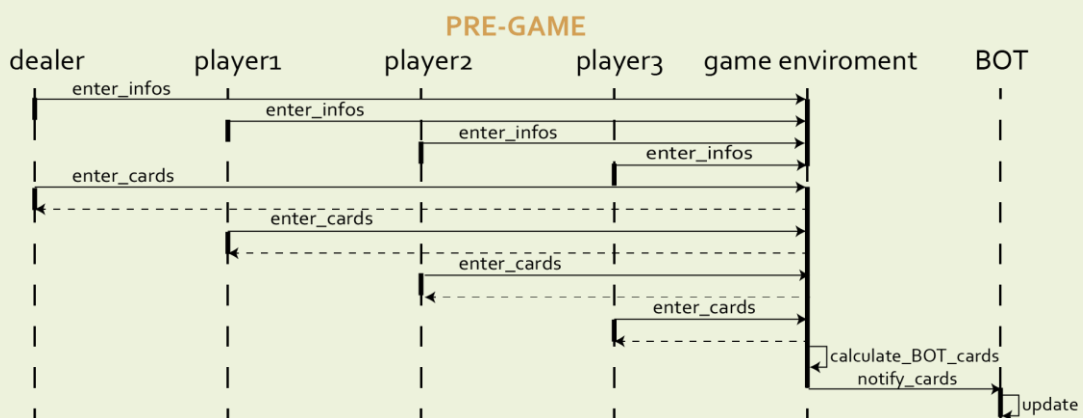 PRE-GAME
dealer player1 player2 player3 game enviroment BOT
enter_infos
enter_infos
enter_infos
enter_infos
enter_cards
enter_cards
enter_cards
enter_cards
calculate_BOT_cards
notify_cards
update